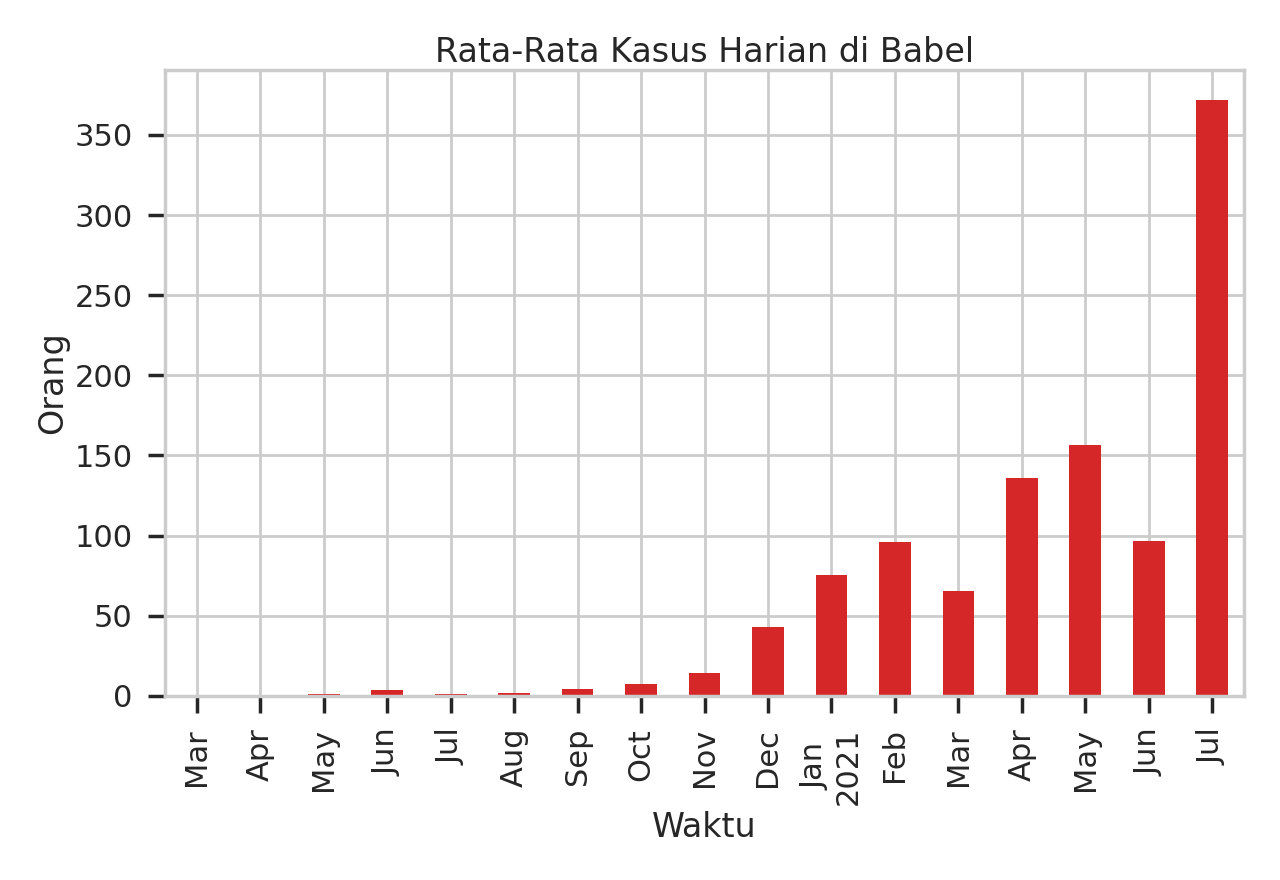 Rata-Rata Kasus Harian di Babel
Orang
350
300
250
200
150
100
50
0
Mar
Apr
May
Jun
Jul
Aug
Sep
Oct
Nov
Dec
Jan
2021
Feb
Mar
Apr
May
Jun
Jul
Waktu